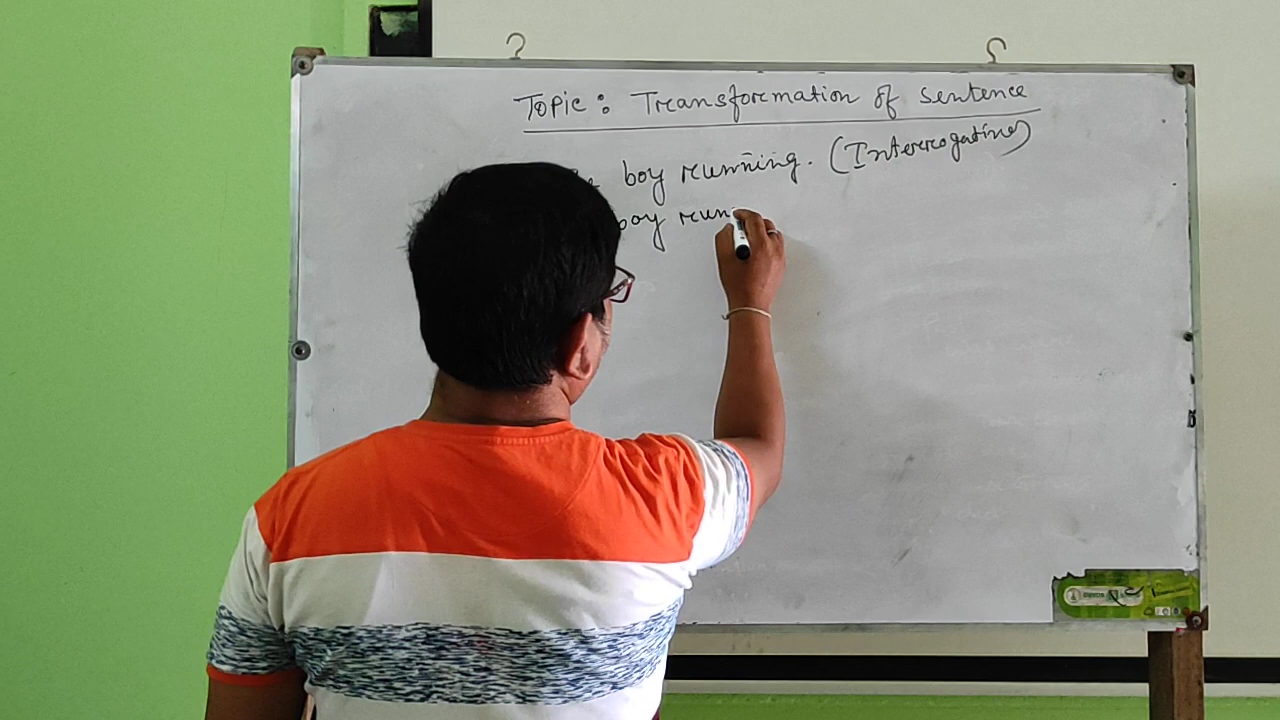 Topic: Transformation of sentence
boy running. (Interrogative)
boy run